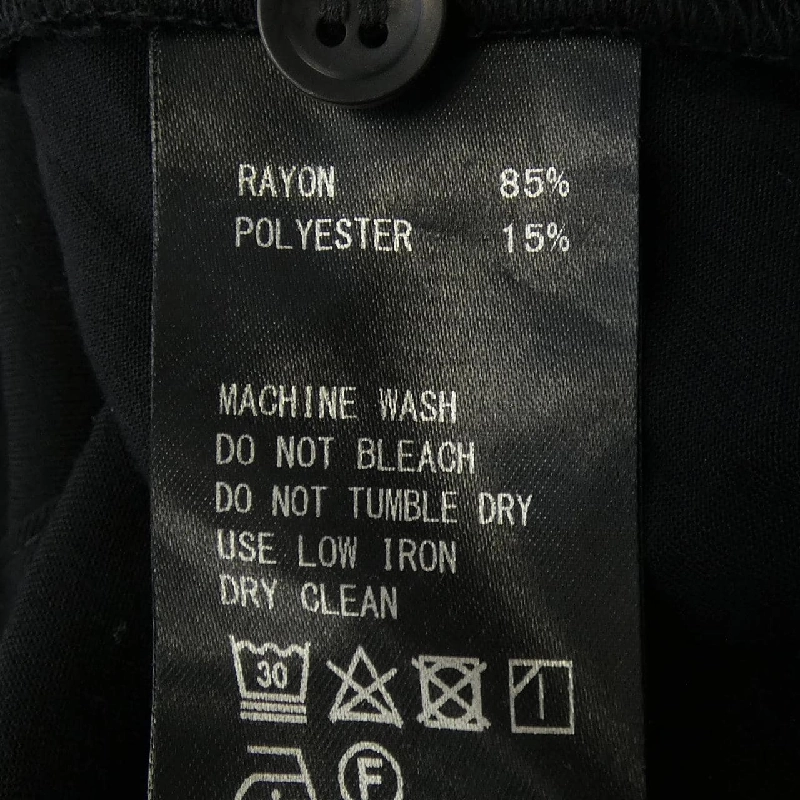 RAYON 85%
POLYESTER 15%
MACHINE WASH
DO NOT BLEACH
DO NOT TUMBLE DRY
USE LOW IRON
DRY CLEAN
30
F